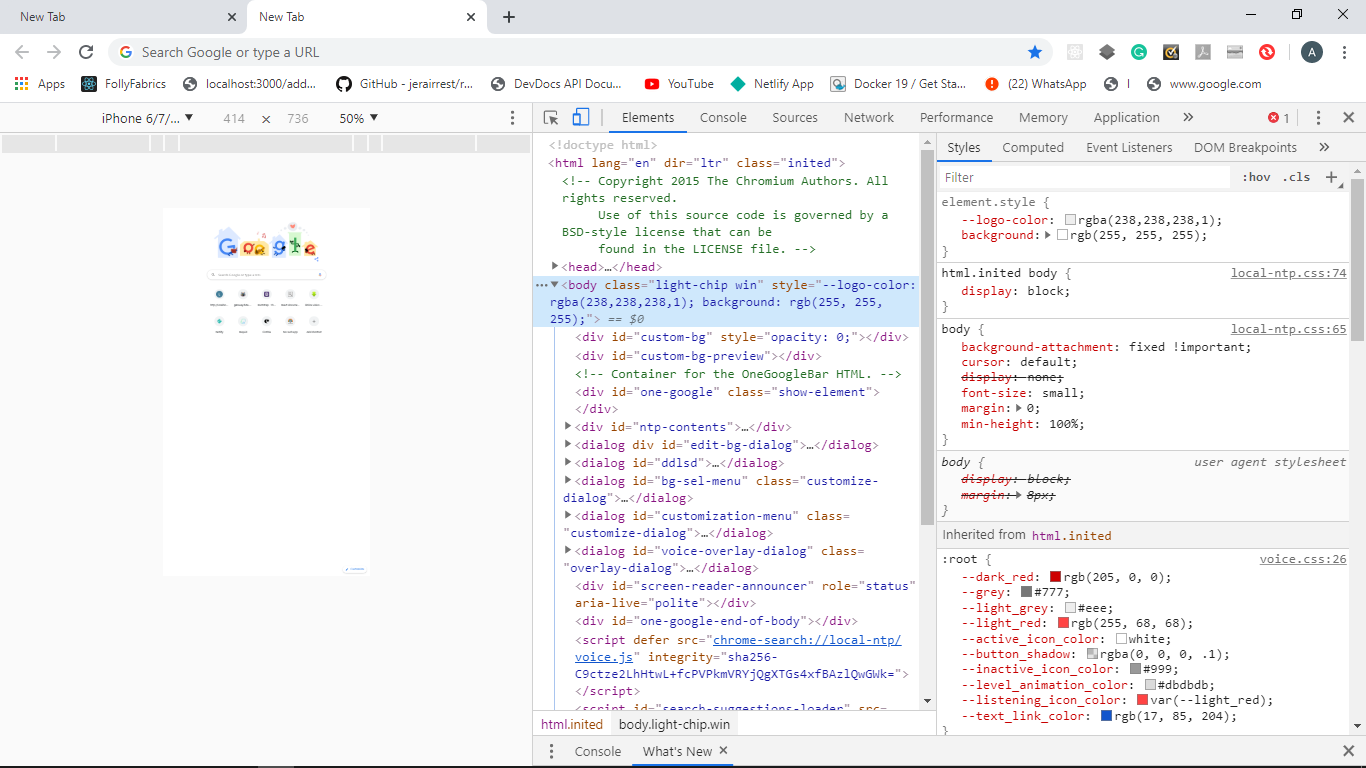 New Tab
New Tab
Search Google or type a URL
A
Apps
FollyFabrics
localhost:3000/add...
GitHub - jerairrest/r...
DevDocs API Docu...
YouTube
Netlify App
Docker 19 / Get Sta...
(22) WhatsApp
I
www.google.com
iPhone 6/7/... ▼ 414 × 736 50% ▼
Elements Console Sources Network Performance Memory Application » 1
<!doctype html>
<html lang="en" dir="ltr" class="inited">
<!-- Copyright 2015 The Chromium Authors. All
rights reserved.
Use of this source code is governed by a
BSD-style license that can be
found in the LICENSE file. -->
<head>…</head>
<body class="light-chip win" style="--logo-color:
rgba(238,238,238,1); background: rgb(255, 255,
255);"> == $0
<div id="custom-bg" style="opacity: 0;"></div>
<div id="custom-bg-preview"></div>
<!-- Container for the OneGoogleBar HTML. -->
<div id="one-google" class="show-element">
</div>
<div id="ntp-contents">…</div>
<dialog div id="edit-bg-dialog">…</dialog>
<dialog id="ddlsd">…</dialog>
<dialog id="bg-sel-menu" class="customize-
dialog">…</dialog>
<dialog id="customization-menu" class=
"customize-dialog">…</dialog>
<dialog id="voice-overlay-dialog" class=
"overlay-dialog">…</dialog>
<div id="screen-reader-announcer" role="status"
aria-live="polite"></div>
<div id="one-google-end-of-body"></div>
<script defer src="chrome-search://local-ntp/
voice.js" integrity="sha256-
C9ctze2LhHtwL+fcPVPkmVRYjQgXTGs4xfBAzlQwGWk=">
</script>
<script id="search-suggestions-loader" src=
html.inited body.light-chip.win
Styles Computed Event Listeners DOM Breakpoints »
Filter :hov .cls +
element.style {
--logo-color: rgba(238,238,238,1);
background: rgb(255, 255, 255);
}
html.inited body { local-ntp.css:74
display: block;
}
body { local-ntp.css:65
background-attachment: fixed !important;
cursor: default;
display: none;
font-size: small;
margin: 0;
min-height: 100%;
}
body { user agent stylesheet
display: block;
margin: 8px;
}
Inherited from html.inited
:root { voice.css:26
--dark_red: rgb(205, 0, 0);
--grey: #777;
--light_grey: #eee;
--light_red: rgb(255, 68, 68);
--active_icon_color: white;
--button_shadow: rgba(0, 0, 0, .1);
--inactive_icon_color: #999;
--level_animation_color: #dbdbdb;
--listening_icon_color: var(--light_red);
--text_link_color: rgb(17, 85, 204);
}
Console What's New ×